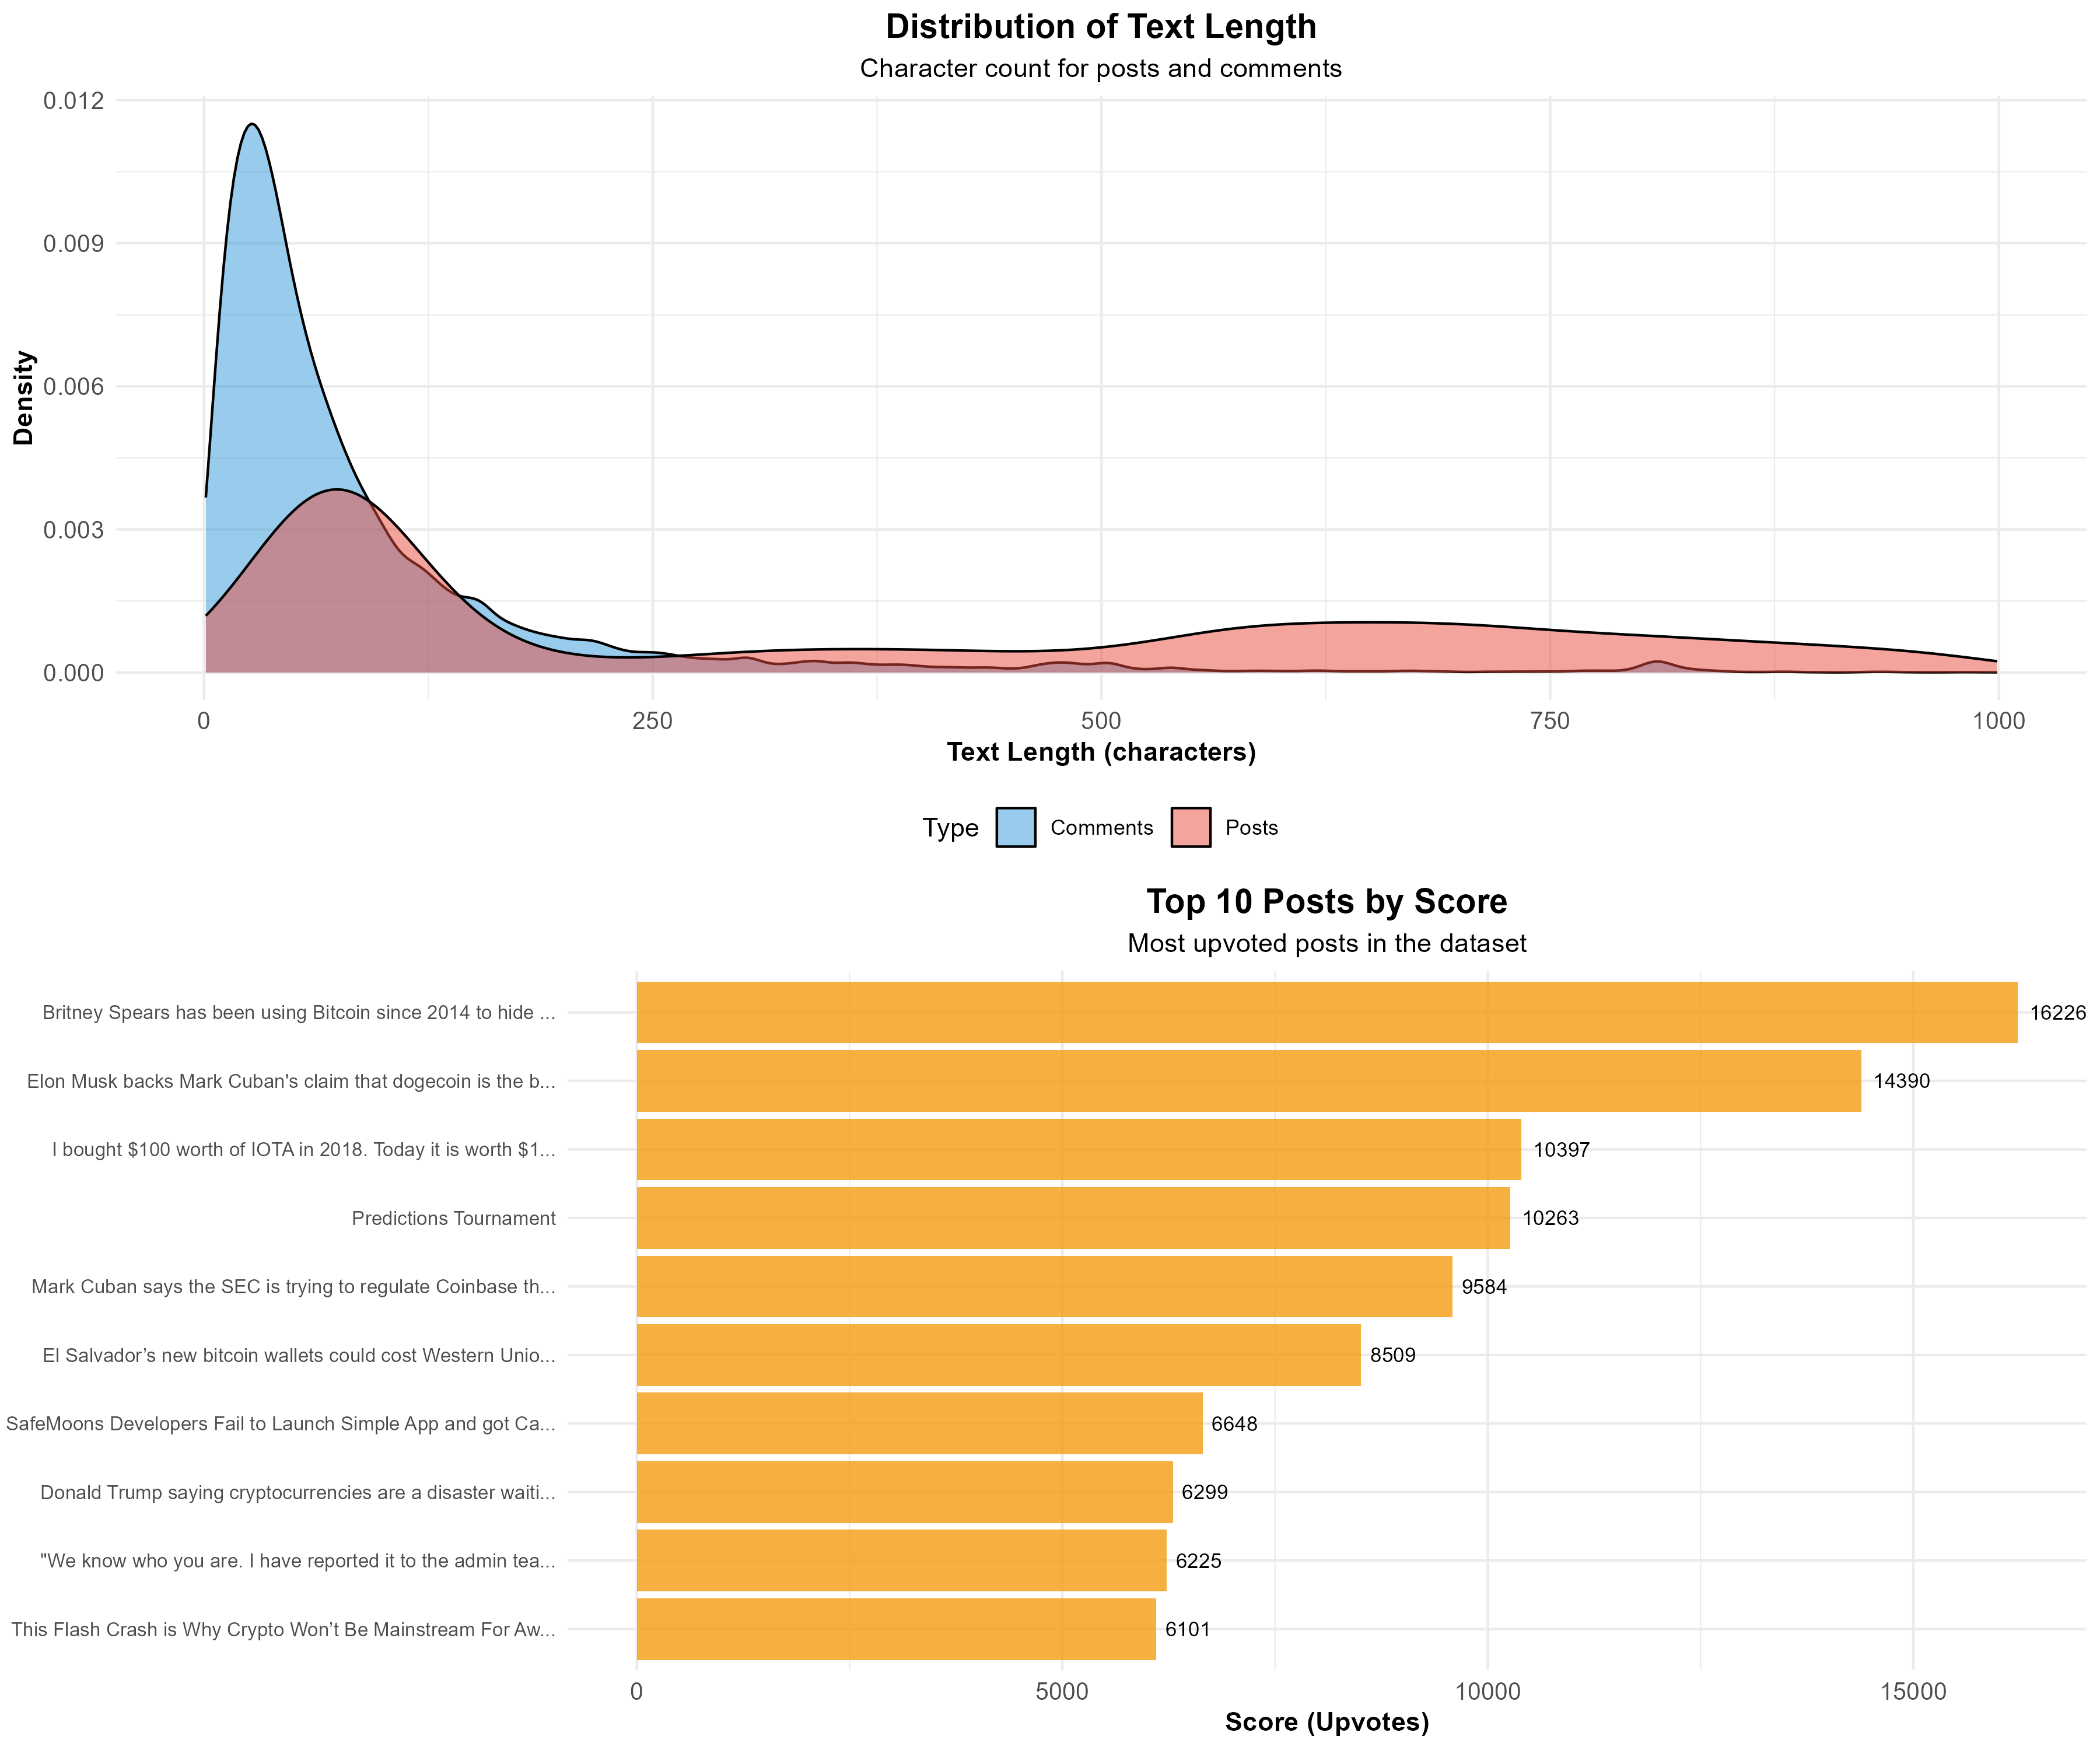 Distribution of Text Length
Character count for posts and comments
0.012
0.009
0.006
0.003
0.000
Density
0 250 500 750 1000
Text Length (characters)
Type Comments Posts
Top 10 Posts by Score
Most upvoted posts in the dataset
Britney Spears has been using Bitcoin since 2014 to hide ... 16226
Elon Musk backs Mark Cuban's claim that dogecoin is the b... 14390
I bought $100 worth of IOTA in 2018. Today it is worth $1... 10397
Predictions Tournament 10263
Mark Cuban says the SEC is trying to regulate Coinbase th... 9584
El Salvador’s new bitcoin wallets could cost Western Unio... 8509
SafeMoons Developers Fail to Launch Simple App and got Ca... 6648
Donald Trump saying cryptocurrencies are a disaster waiti... 6299
"We know who you are. I have reported it to the admin tea... 6225
This Flash Crash is Why Crypto Won’t Be Mainstream For Aw... 6101
0 5000 10000 15000
Score (Upvotes)